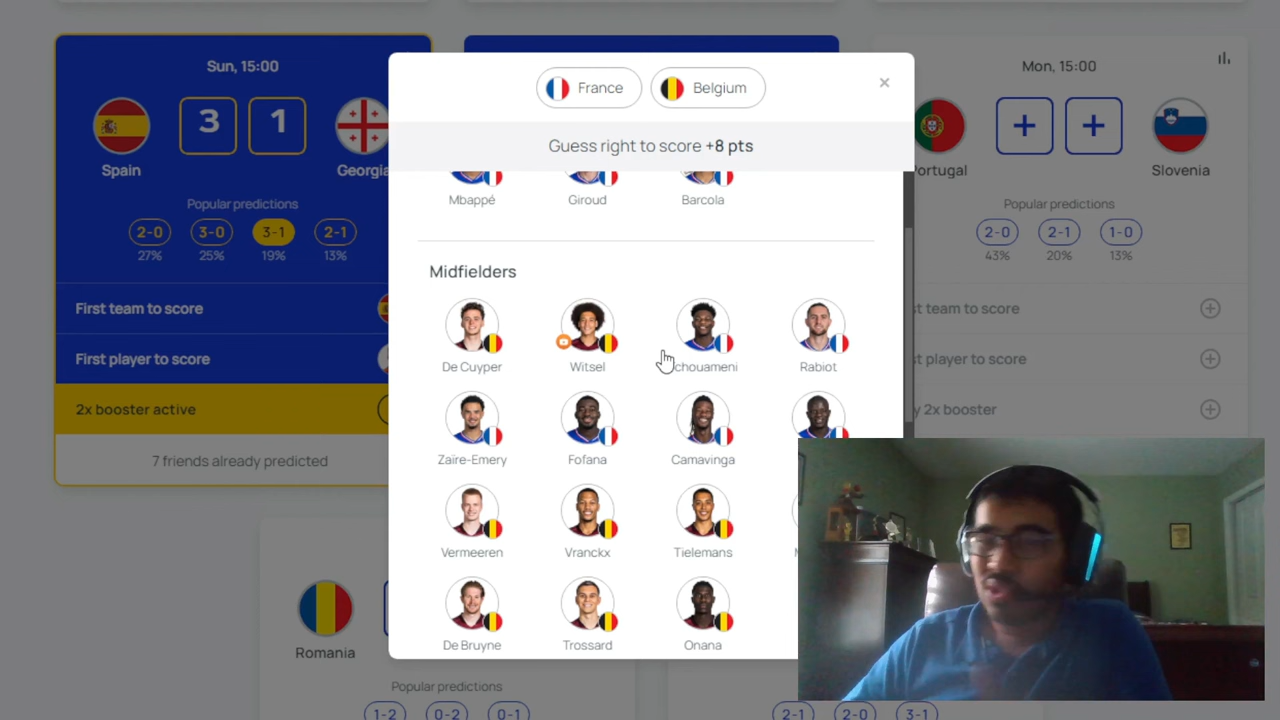 Sun, 15:00
3 1
Spain Georgia
Popular predictions
2-0 3-0 3-1 2-1
27% 25% 19% 13%
First team to score
First player to score
2x booster active
7 friends already predicted
France Belgium
×
Guess right to score +8 pts
Mbappé Giroud Barcola
Midfielders
De Cuyper Witsel chouameni Rabiot
Zaïre-Emery Fofana Camavinga
Vermeeren Vranckx Tielemans
De Bruyne Trossard Onana
Mon, 15:00
+ +
Portugal Slovenia
Popular predictions
2-0 2-1 1-0
43% 20% 13%
st team to score
st player to score
y 2x booster
Romania
Popular predictions
1-2 0-2 0-1
2-1 2-0 3-1